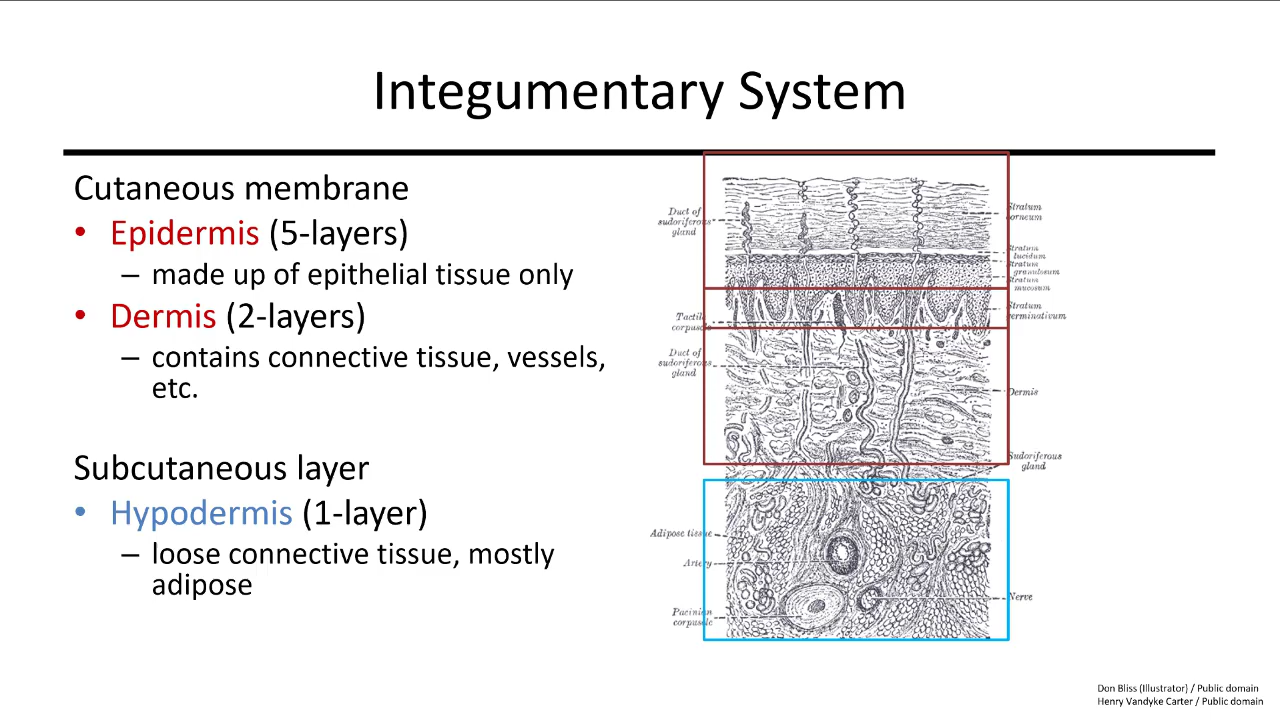 Integumentary System
Cutaneous membrane
• Epidermis (5-layers)
– made up of epithelial tissue only
• Dermis (2-layers)
– contains connective tissue, vessels,
etc.
Subcutaneous layer
• Hypodermis (1-layer)
– loose connective tissue, mostly
adipose
Duct of
sudoriferous
gland
Tactile
corpuscle
Duct of
sudoriferous
gland
Adipose tissue
Artery
Pacinian
corpuscle
Stratum
corneum
Stratum
lucidum
Stratum
granulosum
Stratum
mucosum
Stratum
germinativum
Dermis
Sudoriferous
gland
Nerve
Don Bliss (Illustrator) / Public domain
Henry Vandyke Carter / Public domain